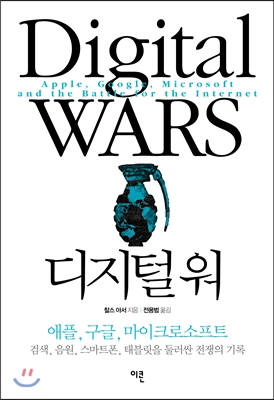 Digital
WARS
Apple, Google, Microsoft
and the Battle for the Internet
디지털 워
찰스 아서 지음 | 전용범 옮김
애플, 구글, 마이크로소프트
검색, 음원, 스마트폰, 태블릿을 둘러싼 전쟁의 기록
이콘